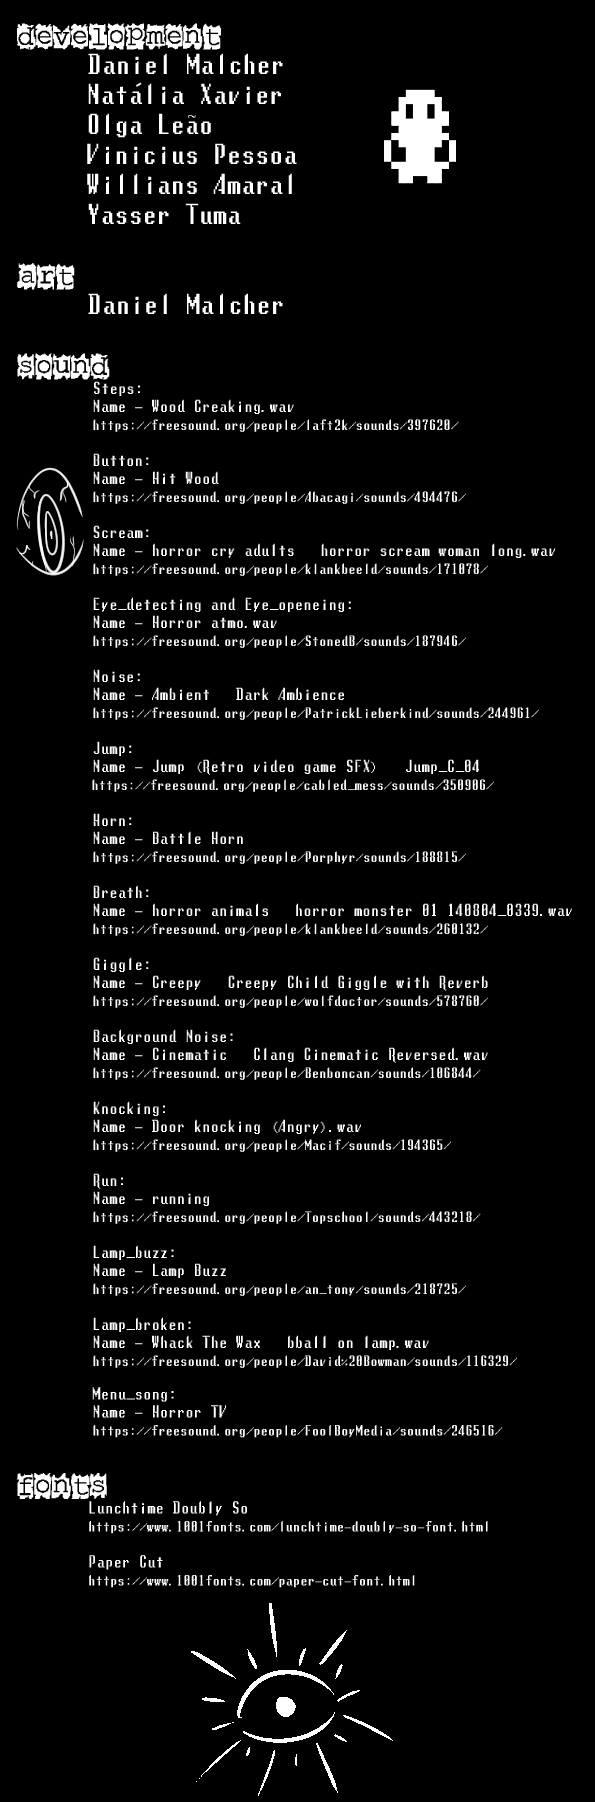 development
Daniel Malcher
Natália Xavier
Olga Leão
Vinicius Pessoa
Willians Amaral
Yasser Tuma
art
Daniel Malcher
sound
Steps:
Name - Wood Creaking.wav
https://freesound.org/people/laft2k/sounds/397620/
Button:
Name - Hit Wood
https://freesound.org/people/Abacagi/sounds/494476/
Scream:
Name - horror cry adults horror scream woman long.wav
https://freesound.org/people/klankbeeld/sounds/171078/
Eye_detecting and Eye_openeing:
Name - Horror atmo.wav
https://freesound.org/people/StonedB/sounds/187946/
Noise:
Name - Ambient Dark Ambience
https://freesound.org/people/PatrickLieberkind/sounds/244961/
Jump:
Name - Jump (Retro video game SFX) Jump_C_04
https://freesound.org/people/cabled_mess/sounds/350906/
Horn:
Name - Battle Horn
https://freesound.org/people/Porphyr/sounds/188815/
Breath:
Name - horror animals horror monster 01 140804_0339.wav
https://freesound.org/people/klankbeeld/sounds/260132/
Giggle:
Name - Creepy Creepy Child Giggle with Reverb
https://freesound.org/people/wolfdoctor/sounds/578760/
Background Noise:
Name - Cinematic Clang Cinematic Reversed.wav
https://freesound.org/people/Benboncan/sounds/106844/
Knocking:
Name - Door knocking (Angry).wav
https://freesound.org/people/Macif/sounds/194365/
Run:
Name - running
https://freesound.org/people/Topschool/sounds/443218/
Lamp_buzz:
Name - Lamp Buzz
https://freesound.org/people/an_tony/sounds/218725/
Lamp_broken:
Name - Whack The Wax bball on lamp.wav
https://freesound.org/people/David%20Bowman/sounds/116329/
Menu_song:
Name - Horror TV
https://freesound.org/people/FoolBoyMedia/sounds/246516/
fonts
Lunchtime Doubly So
https://www.1001fonts.com/lunchtime-doubly-so-font.html
Paper Cut
https://www.1001fonts.com/paper-cut-font.html